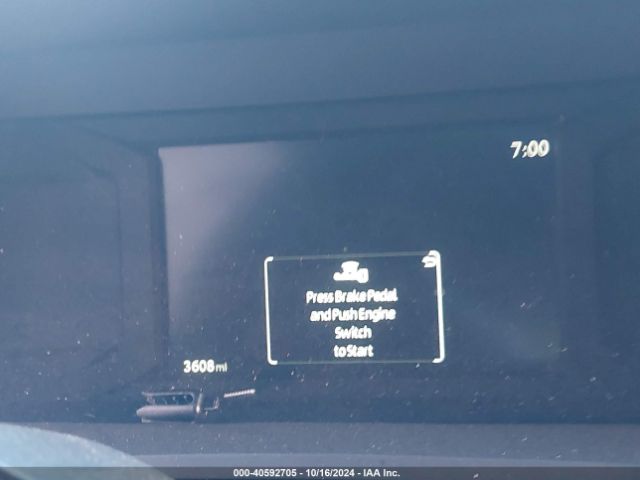 7:00
Press Brake Pedal
and Push Engine
Switch
to Start
3608 mi
000-40592705 - 10/16/2024 - IAA Inc.